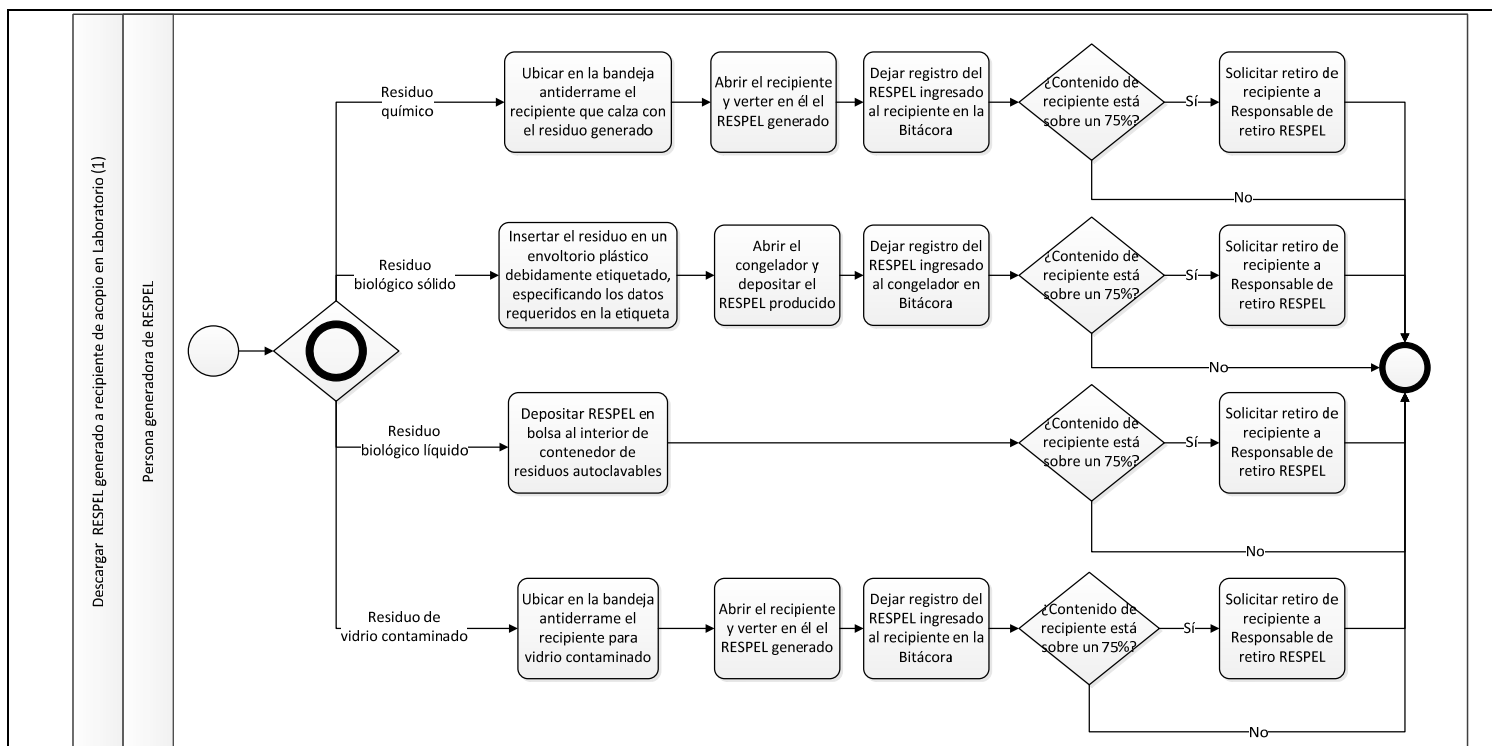 Descargar RESPEL generado a recipiente de acopio en Laboratorio (1)
Persona generadora de RESPEL
Residuo
químico
Ubicar en la bandeja
antiderrame el
recipiente que calza con
el residuo generado
Abrir el recipiente
y verter en él el
RESPEL generado
Dejar registro del
RESPEL ingresado
al recipiente en la
Bitácora
¿Contenido de
recipiente está
sobre un 75%?
Sí
Solicitar retiro de
recipiente a
Responsable de
retiro RESPEL
No
Residuo
biológico sólido
Insertar el residuo en un
envoltorio plástico
debidamente etiquetado,
especificando los datos
requeridos en la etiqueta
Abrir el
congelador y
depositar el
RESPEL producido
Dejar registro del
RESPEL ingresado
al congelador en
Bitácora
¿Contenido de
recipiente está
sobre un 75%?
Sí
Solicitar retiro de
recipiente a
Responsable de
retiro RESPEL
No
Residuo
biológico líquido
Depositar RESPEL en
bolsa al interior de
contenedor de
residuos autoclavables
¿Contenido de
recipiente está
sobre un 75%?
Sí
Solicitar retiro de
recipiente a
Responsable de
retiro RESPEL
No
Residuo de
vidrio contaminado
Ubicar en la bandeja
antiderrame el
recipiente para
vidrio contaminado
Abrir el recipiente
y verter en él el
RESPEL generado
Dejar registro del
RESPEL ingresado
al recipiente en la
Bitácora
¿Contenido de
recipiente está
sobre un 75%?
Sí
Solicitar retiro de
recipiente a
Responsable de
retiro RESPEL
No